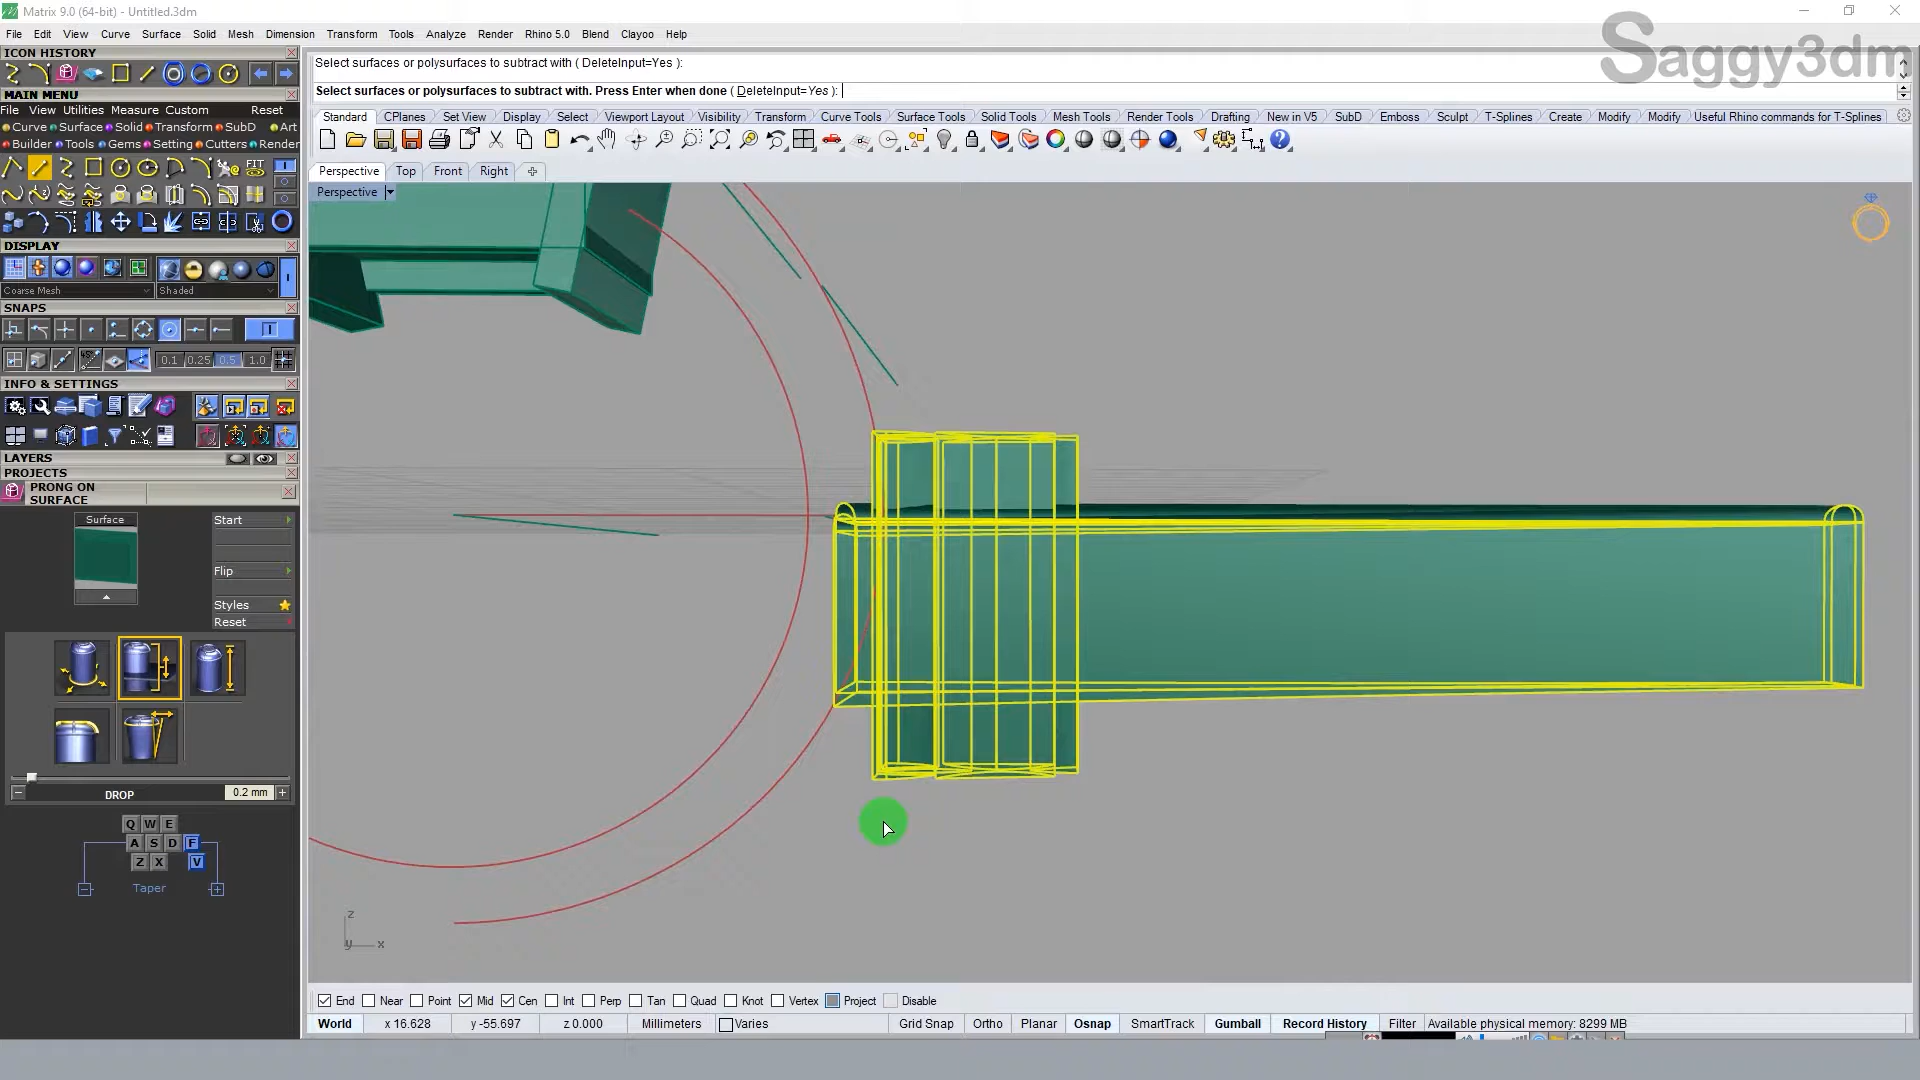 Matrix 9.0 (64-bit) - Untitled.3dm
File Edit View Curve Surface Solid Mesh Dimension Transform Tools Analyze Render Rhino 5.0 Blend Clayoo Help
Saggy3dm
ICON HISTORY
Select surfaces or polysurfaces to subtract with ( DeleteInput=Yes ):
Select surfaces or polysurfaces to subtract with. Press Enter when done ( DeleteInput=Yes ):
MAIN MENU
File View Utilities Measure Custom Reset
Curve Surface Solid Transform SubD Art
Builder Tools Gems Setting Cutters Render
Standard CPlanes Set View Display Select Viewport Layout Visibility Transform Curve Tools Surface Tools Solid Tools Mesh Tools Render Tools Drafting New in V5 SubD Emboss Sculpt T-Splines Create Modify Modify Useful Rhino commands for T-Splines
FIT
Perspective Top Front Right
Perspective
DISPLAY
Coarse Mesh Shaded
SNAPS
0.1 0.25 0.5 1.0
INFO & SETTINGS
LAYERS
PROJECTS
PRONG ON SURFACE
Surface
Start
Flip
Styles
Reset
DROP 0.2 mm
Q W E
A S D F
Z X V
Taper
z
y x
End Near Point Mid Cen Int Perp Tan Quad Knot Vertex Project Disable
World x 16.628 y -55.697 z 0.000 Millimeters Varies Grid Snap Ortho Planar Osnap SmartTrack Gumball Record History Filter Available physical memory: 8299 MB